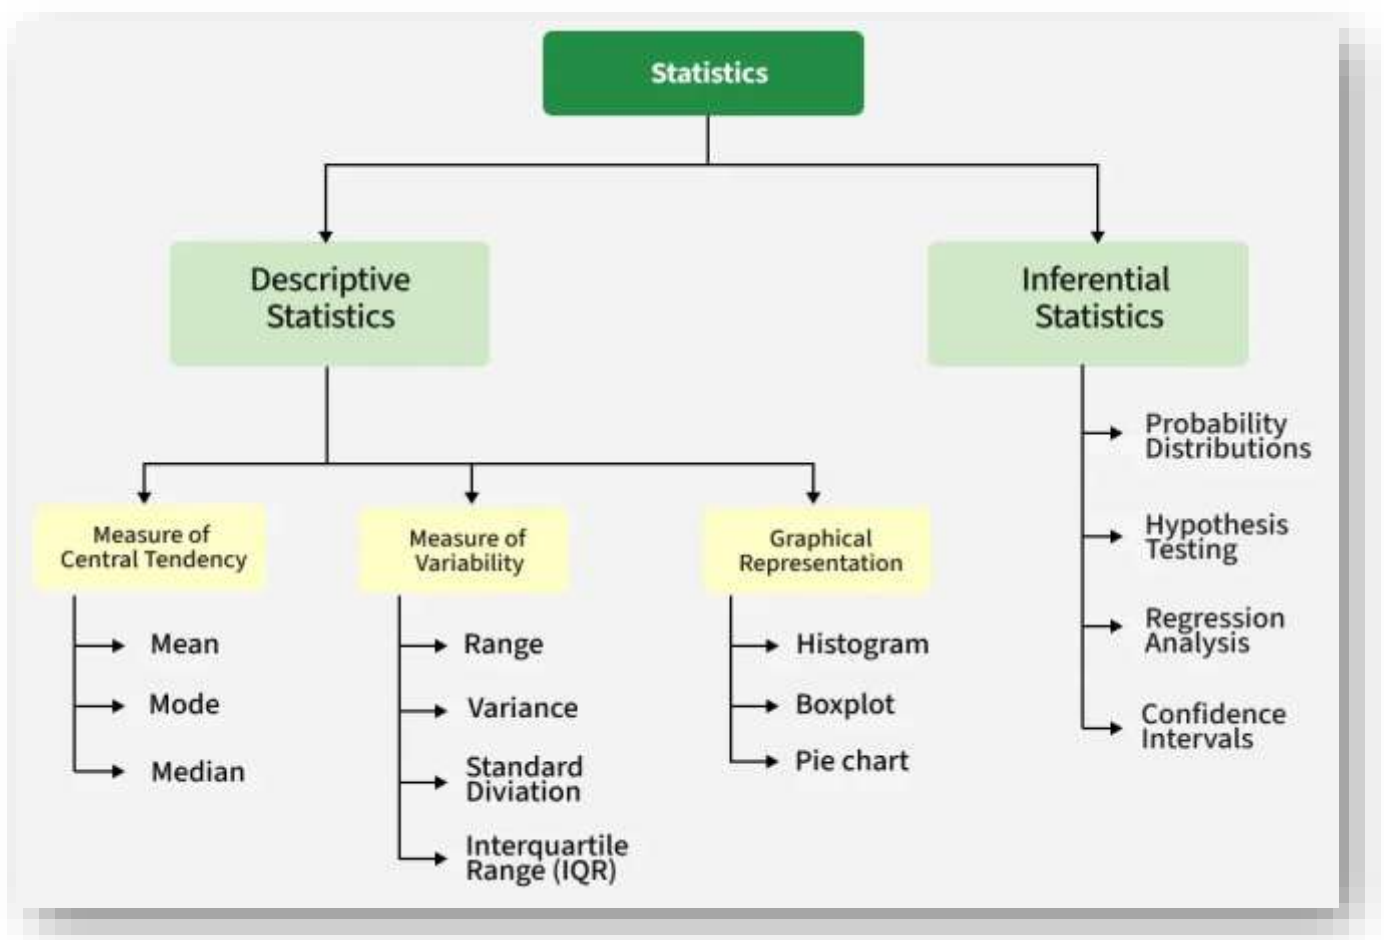 Statistics
Descriptive
Statistics
Inferential
Statistics
Measure of
Central Tendency
Mean
Mode
Median
Measure of
Variability
Range
Variance
Standard
Diviation
Interquartile
Range (IQR)
Graphical
Representation
Histogram
Boxplot
Pie chart
Probability
Distributions
Hypothesis
Testing
Regression
Analysis
Confidence
Intervals